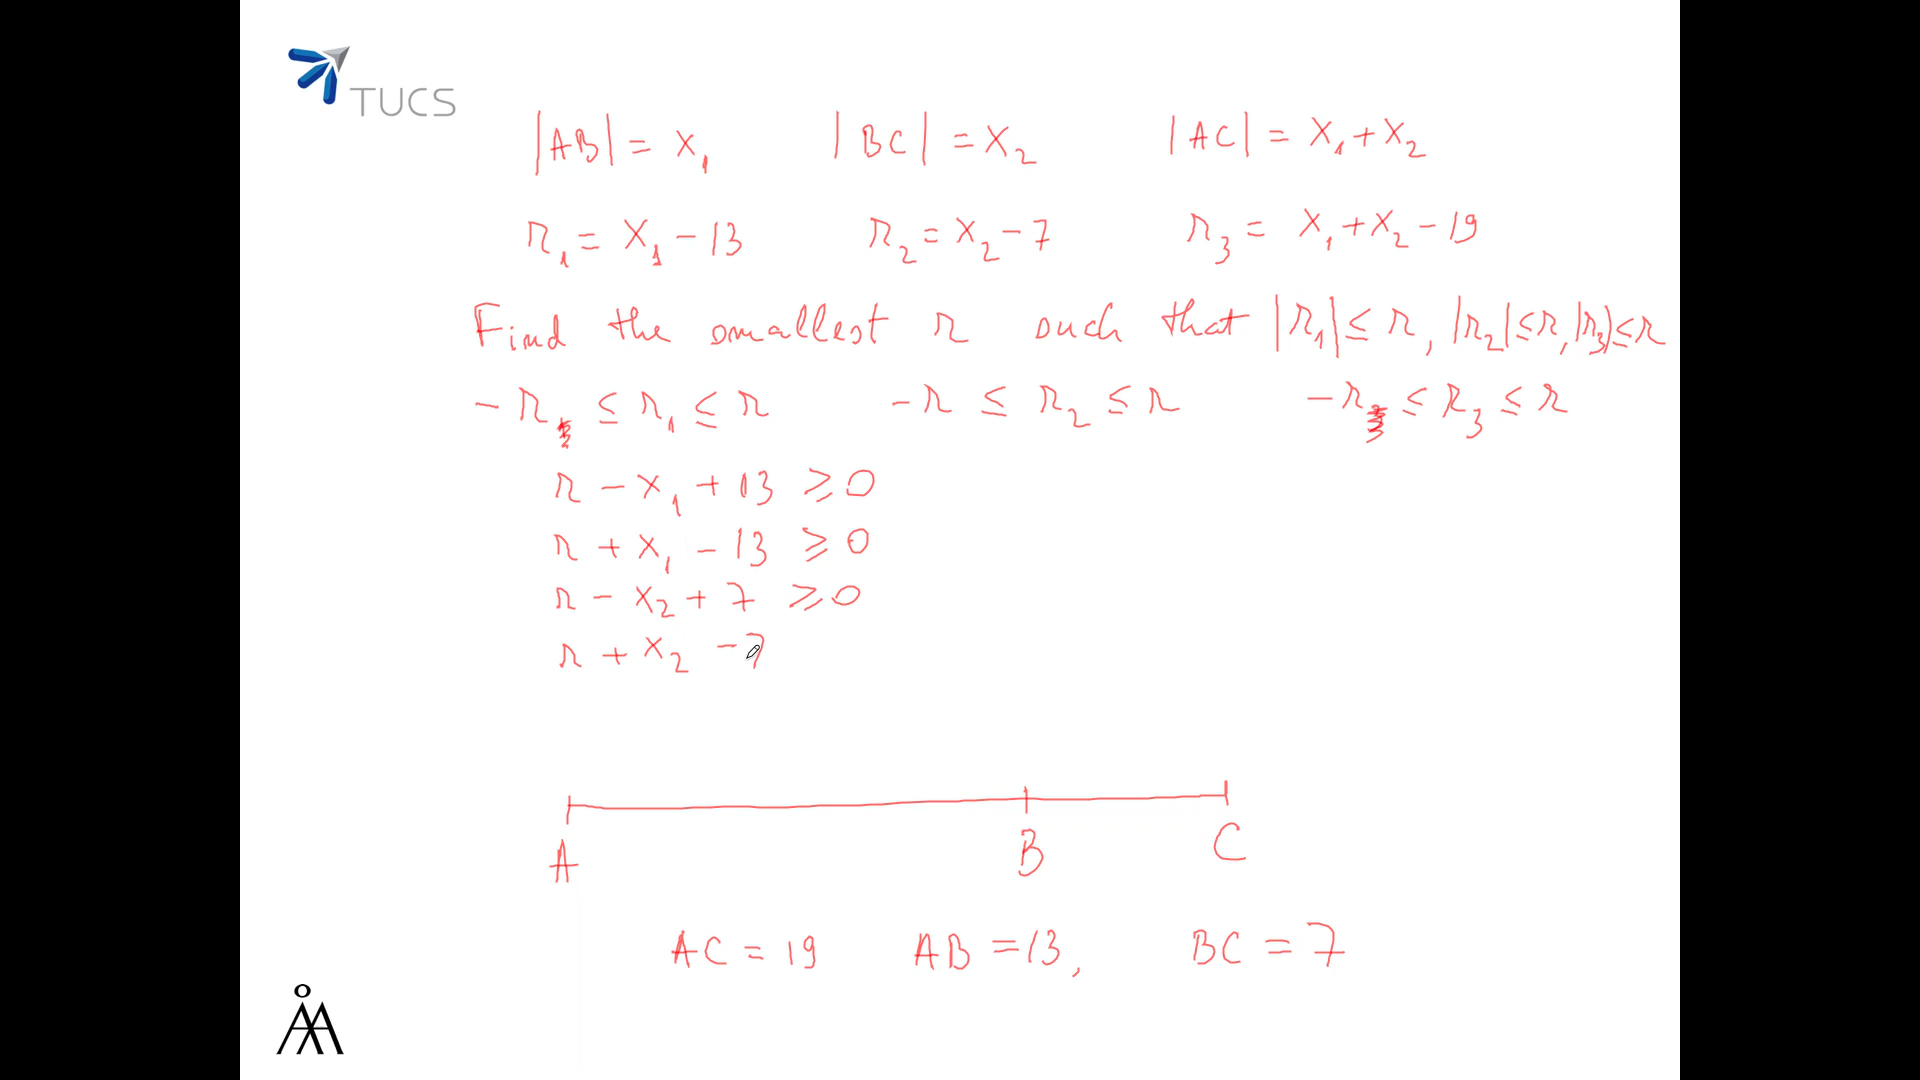 TUCS
|AB| = x₁ |BC| = x₂ |AC| = x₁ + x₂
r₁ = x₁ - 13 r₂ = x₂ - 7 r₃ = x₁ + x₂ - 19
Find the smallest r such that |r₁| ≤ r, |r₂| ≤ r, |r₃| ≤ r
-r ≤ r₁ ≤ r -r ≤ r₂ ≤ r -r ≤ r₃ ≤ r
r - x₁ + 13 ≥ 0
r + x₁ - 13 ≥ 0
r - x₂ + 7 ≥ 0
r + x₂ - 7
A B C
AC = 19 AB = 13, BC = 7